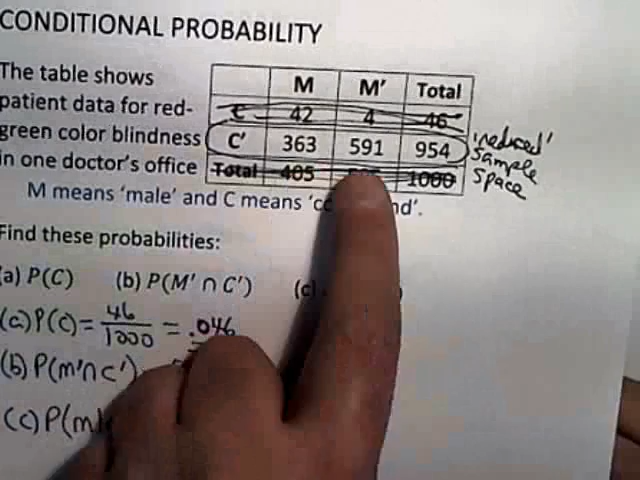 CONDITIONAL PROBABILITY
The table shows
patient data for red-
green color blindness
in one doctor's office
M M' Total
C 42 4 46
C' 363 591 954
Total 405 1000
'reduced'
sample
space
M means 'male' and C means
Find these probabilities:
(a) P(C) (b) P(M' ∩ C') (c)
(a) P(C) = 46/1000 = .046
(b) P(M' ∩ C')
(c) P(M|